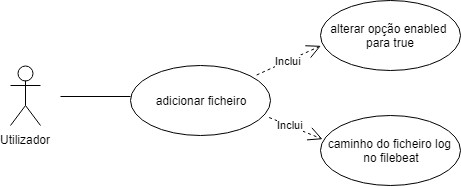 alterar opção enabled
para true
Inclui
adicionar ficheiro
Utilizador
Inclui
caminho do ficheiro log
no filebeat